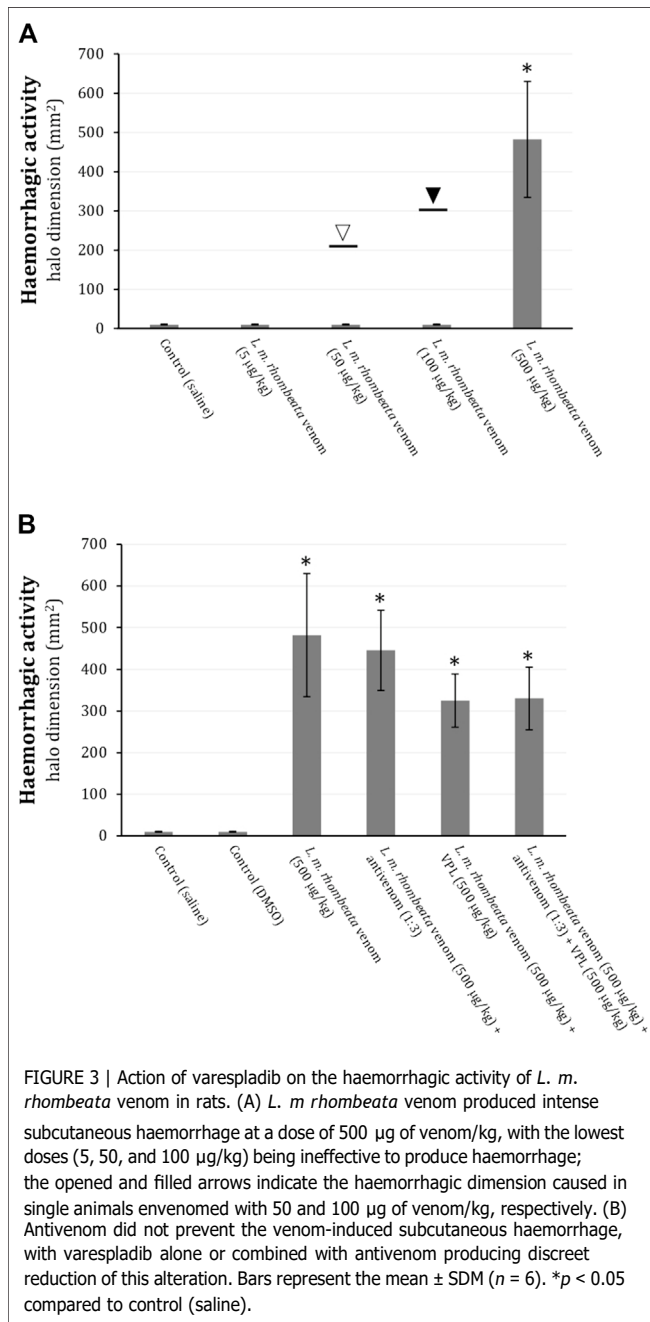 A
Haemorrhagic activity
halo dimension (mm²)
700
600
500
400
300
200
100
0
*
Control (saline)
L. m. rhombeata venom
(5 µg/kg)
L. m. rhombeata venom
(50 µg/kg)
L. m. rhombeata venom
(100 µg/kg)
L. m. rhombeata venom
(500 µg/kg)
B
Haemorrhagic activity
halo dimension (mm²)
700
600
500
400
300
200
100
0
*
*
*
*
Control (saline)
Control (DMSO)
L. m. rhombeata venom
(500 µg/kg)
L. m. rhombeata venom (500 µg/kg) +
antivenom (1:3)
L. m. rhombeata venom (500 µg/kg) +
VPL (500 µg/kg)
L. m. rhombeata venom (500 µg/kg) +
antivenom (1:3) + VPL (500 µg/kg)
FIGURE 3 | Action of varespladib on the haemorrhagic activity of L. m.
rhombeata venom in rats. (A) L. m rhombeata venom produced intense
subcutaneous haemorrhage at a dose of 500 µg of venom/kg, with the lowest
doses (5, 50, and 100 µg/kg) being ineffective to produce haemorrhage;
the opened and filled arrows indicate the haemorrhagic dimension caused in
single animals envenomed with 50 and 100 µg of venom/kg, respectively. (B)
Antivenom did not prevent the venom-induced subcutaneous haemorrhage,
with varespladib alone or combined with antivenom producing discreet
reduction of this alteration. Bars represent the mean ± SDM (n = 6). *p < 0.05
compared to control (saline).